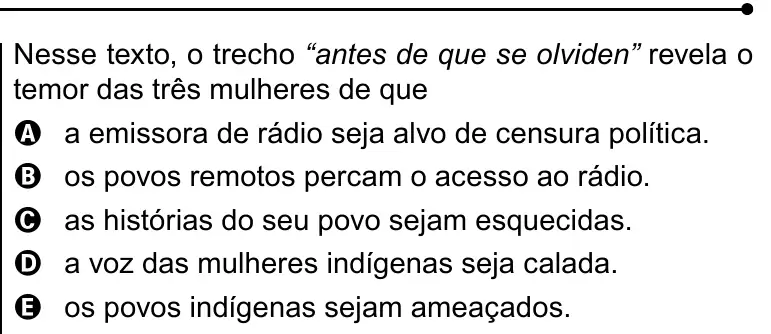 Nesse texto, o trecho “antes de que se olviden” revela o
temor das três mulheres de que
A a emissora de rádio seja alvo de censura política.
B os povos remotos percam o acesso ao rádio.
C as histórias do seu povo sejam esquecidas.
D a voz das mulheres indígenas seja calada.
E os povos indígenas sejam ameaçados.